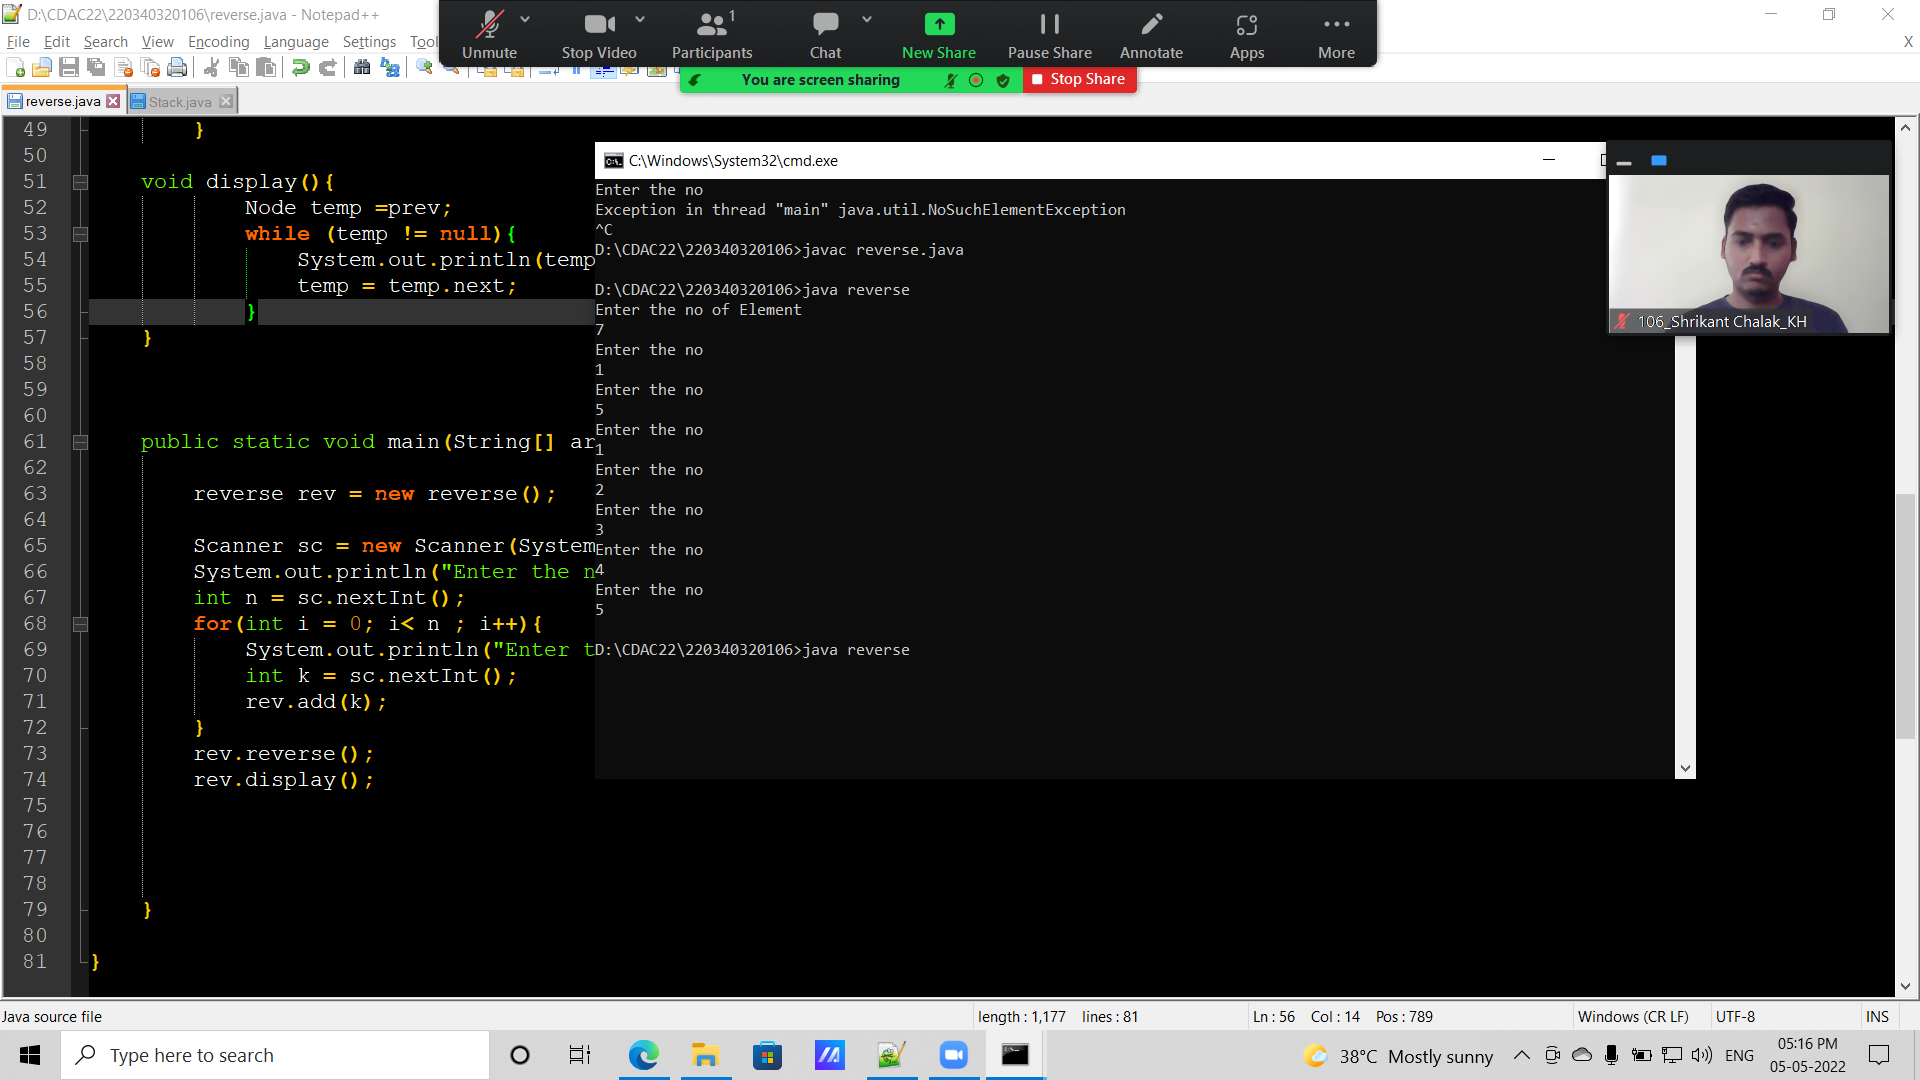 D:\CDAC22\220340320106\reverse.java - Notepad++
File Edit Search View Encoding Language Settings Tool
X
Unmute
Stop Video
1
Participants
Chat
New Share
Pause Share
Annotate
Apps
More
You are screen sharing
Stop Share
reverse.java
Stack.java
49 }
50
51 void display(){
52 Node temp =prev;
53 while (temp != null){
54 System.out.println(temp
55 temp = temp.next;
56 }
57 }
58
59
60
61 public static void main(String[] ar
62
63 reverse rev = new reverse();
64
65 Scanner sc = new Scanner(System
66 System.out.println("Enter the n
67 int n = sc.nextInt();
68 for(int i = 0; i< n ; i++){
69 System.out.println("Enter t
70 int k = sc.nextInt();
71 rev.add(k);
72 }
73 rev.reverse();
74 rev.display();
75
76
77
78
79 }
80
81 }
C:\Windows\System32\cmd.exe
Enter the no
Exception in thread "main" java.util.NoSuchElementException
^C
D:\CDAC22\220340320106>javac reverse.java
D:\CDAC22\220340320106>java reverse
Enter the no of Element
7
Enter the no
1
Enter the no
5
Enter the no
1
Enter the no
2
Enter the no
3
Enter the no
4
Enter the no
5
D:\CDAC22\220340320106>java reverse
106_Shrikant Chalak_KH
Java source file
length : 1,177 lines : 81
Ln : 56 Col : 14 Pos : 789
Windows (CR LF)
UTF-8
INS
Type here to search
38°C Mostly sunny
ENG
05:16 PM
05-05-2022